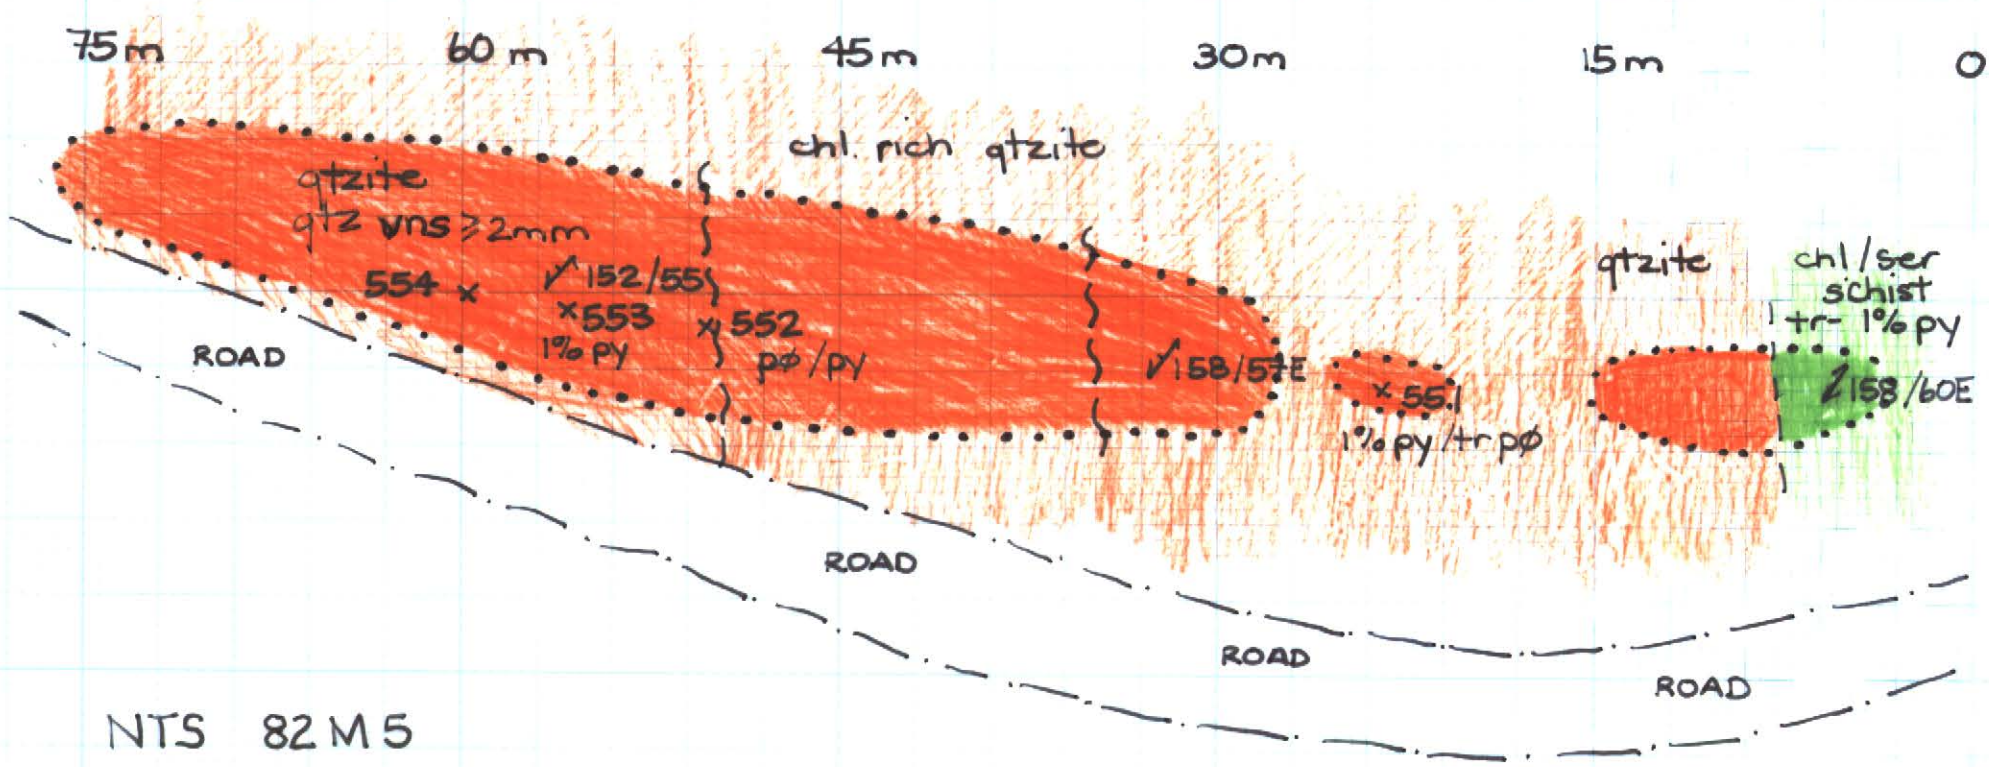 75m 60 m 45m 30m 15m 0
chl. rich qtzite
qtzite
qtz vns ≥2mm
554 x
152/55
x553
1% py
x 552
pø/py
158/57E
x 551
1% py/tr pø
qtzite
chl/ser
schist
tr- 1% py
158/60E
ROAD
ROAD
ROAD
ROAD
NTS 82M5